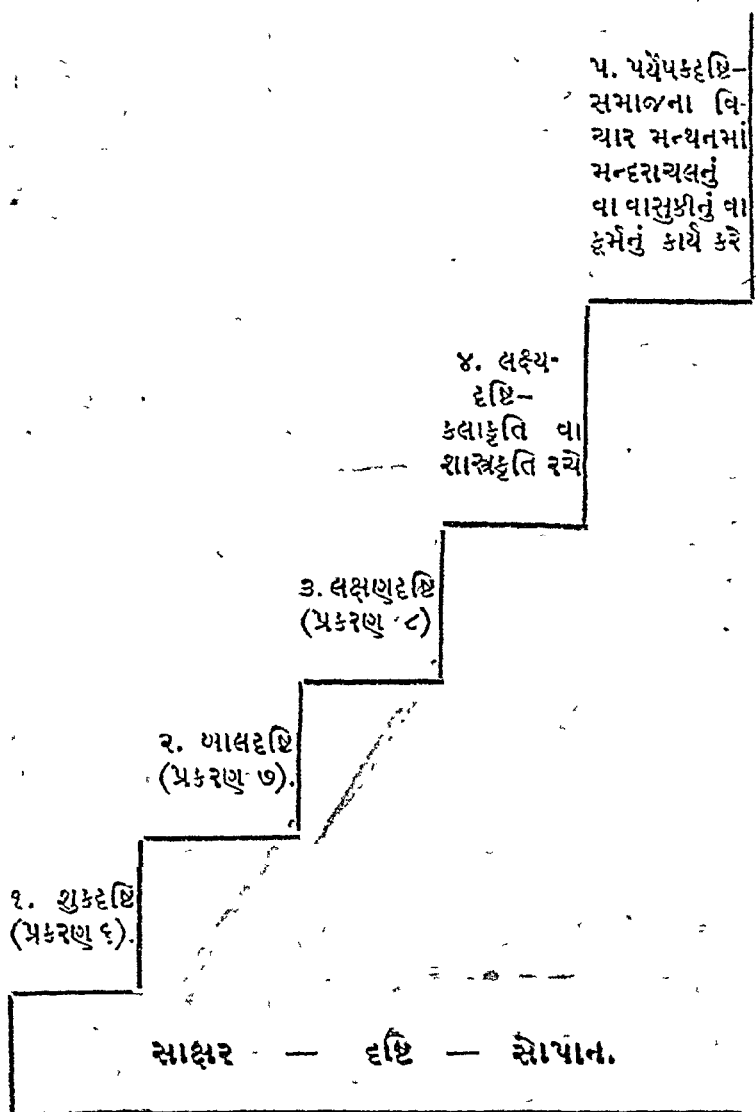 ૫. પર્યેષકદૃષ્ટિ–
સમાજના વિ-
ચાર મન્થનમાં
મન્દરાચલનું
વા વાસુકીનું વા
કૂર્મનું કાર્ય કરે
૪. લક્ષ્ય-
દૃષ્ટિ–
કલાકૃતિ વા
શાસ્ત્રકૃતિ રચે
૩. લક્ષણદૃષ્ટિ
(પ્રકરણ ૮)
૨. બાલદૃષ્ટિ
(પ્રકરણ ૭).
૧. શુકદૃષ્ટિ
(પ્રકરણ ૬).
સાક્ષર — દૃષ્ટિ — સોપાન.